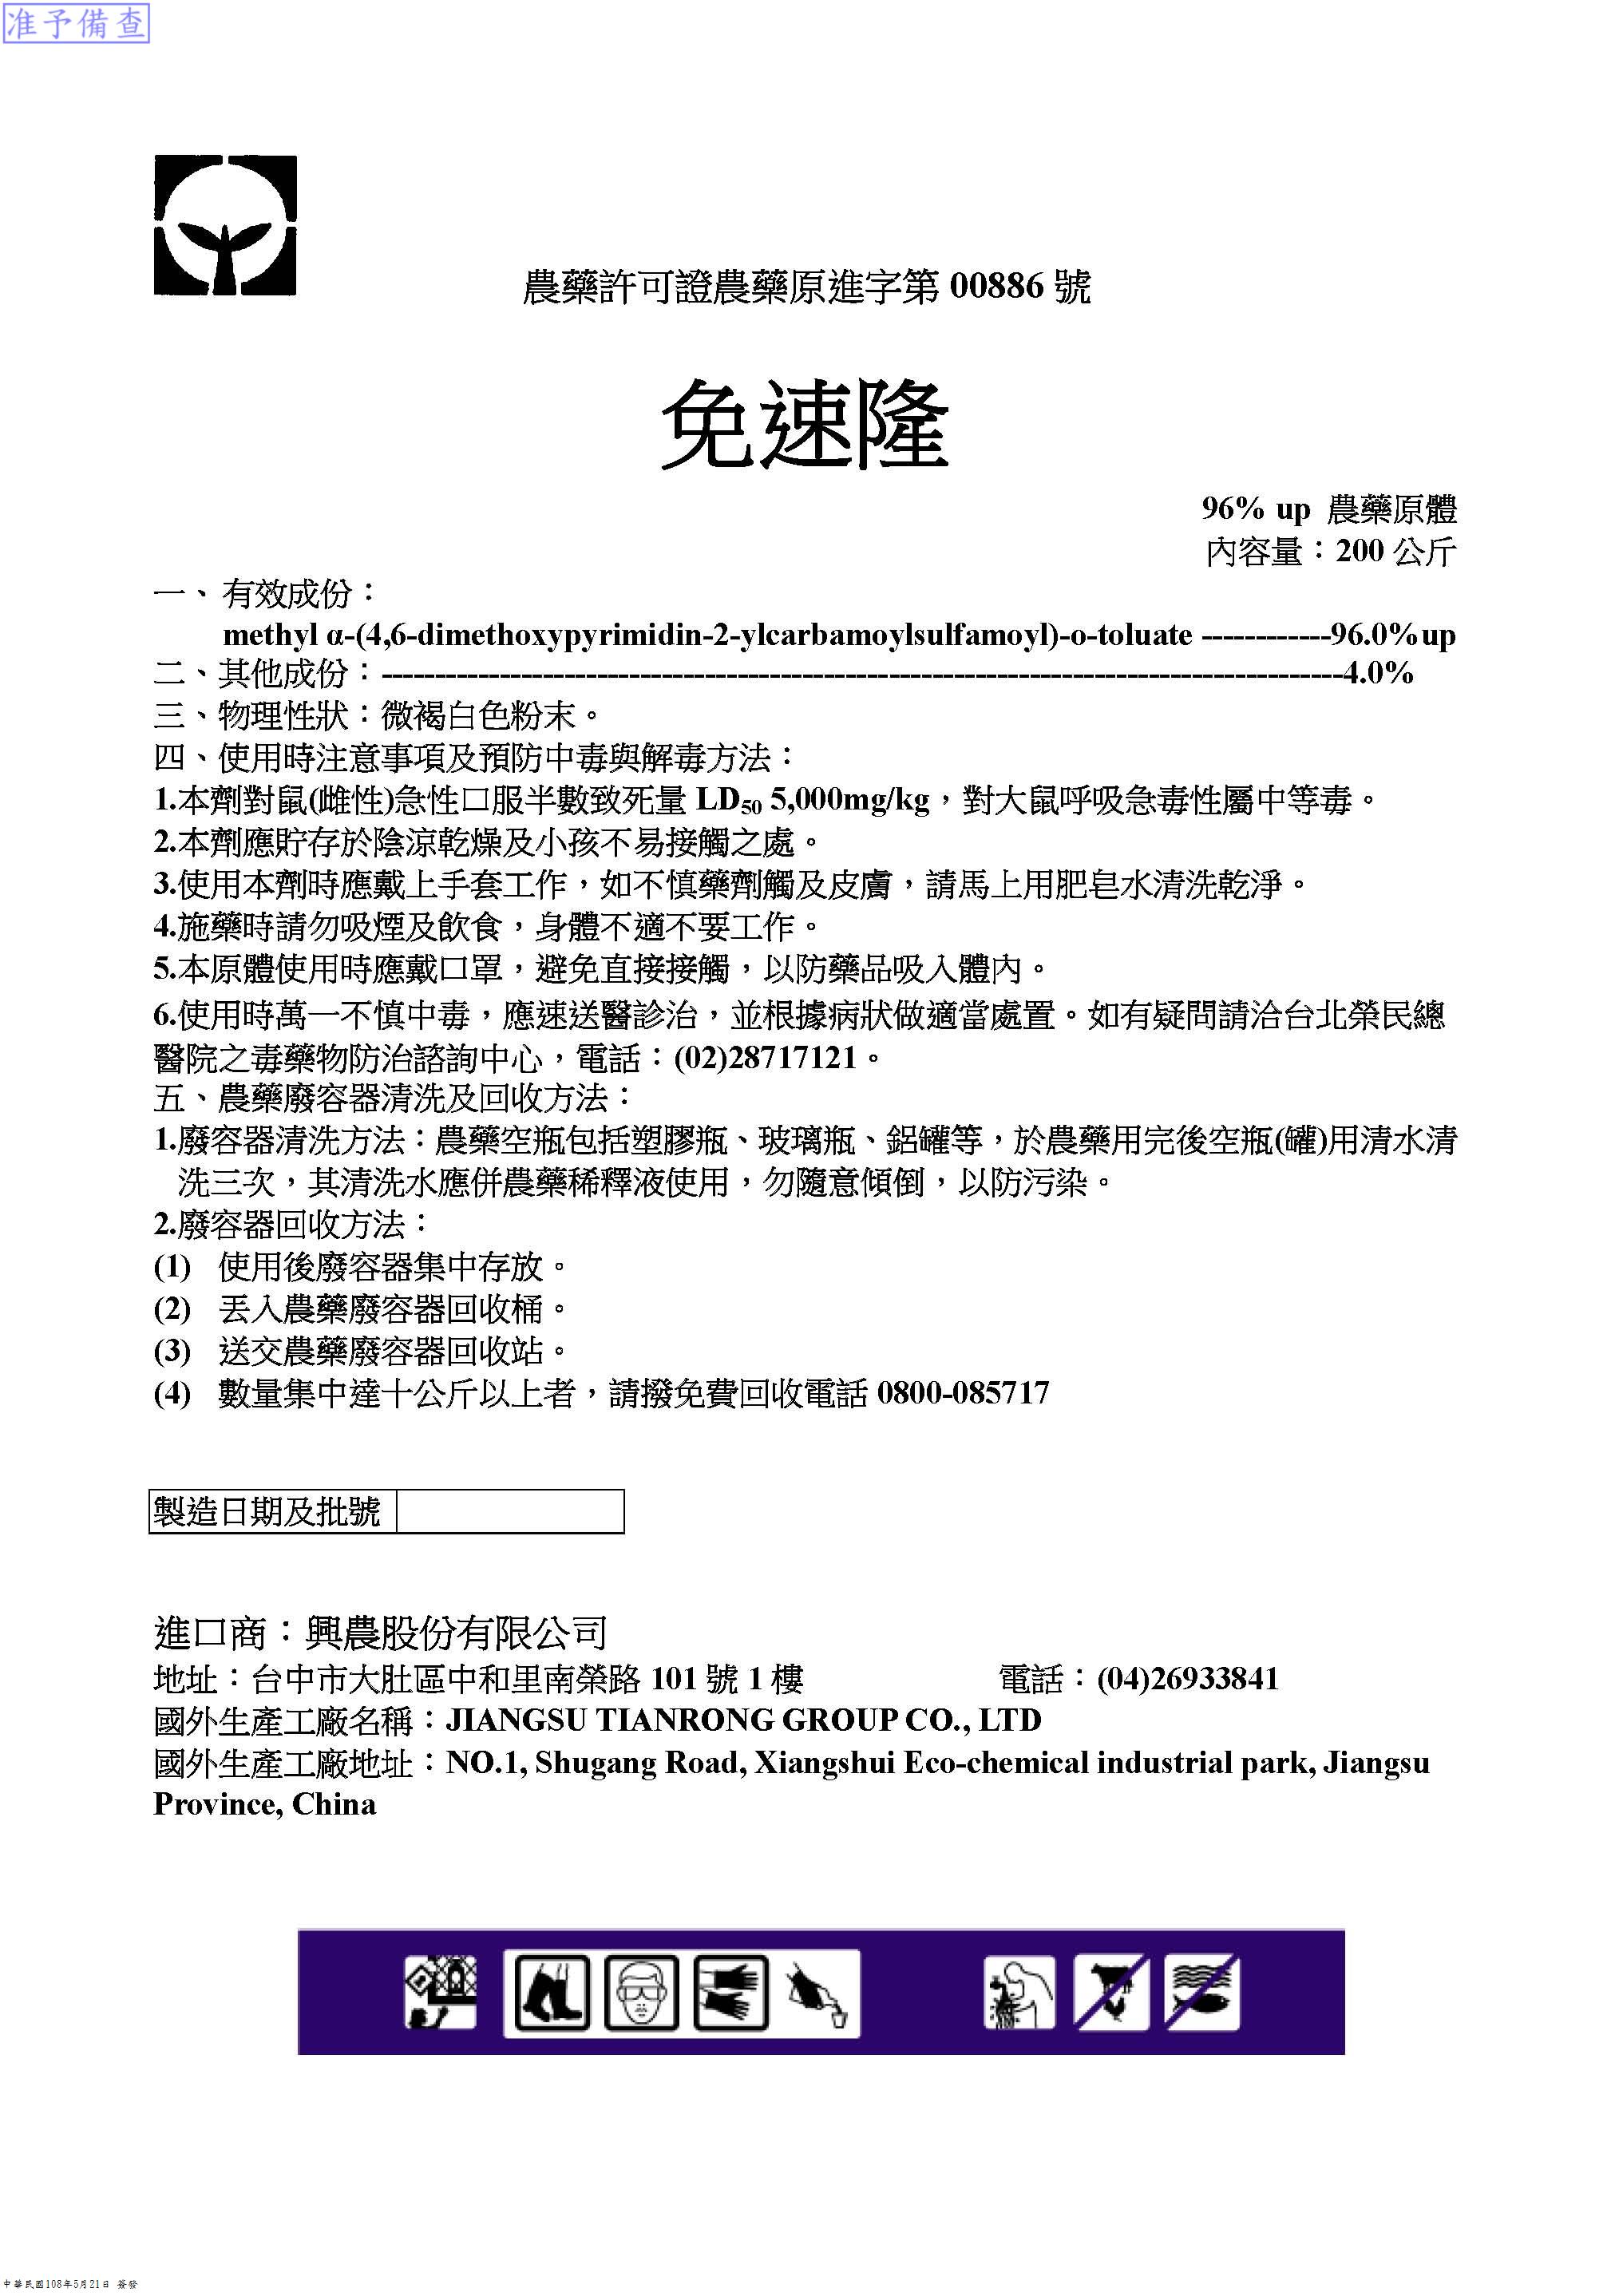 准予備查
農藥許可證農藥原進字第 00886 號
免速隆
96% up 農藥原體
內容量：200 公斤
一、有效成份：
methyl α-(4,6-dimethoxypyrimidin-2-ylcarbamoylsulfamoyl)-o-toluate ------------96.0%up
二、其他成份：-----------------------------------------------------------------------------------------4.0%
三、物理性狀：微褐白色粉末。
四、使用時注意事項及預防中毒與解毒方法：
1.本劑對鼠(雌性)急性口服半數致死量 LD₅₀ 5,000mg/kg，對大鼠呼吸急毒性屬中等毒。
2.本劑應貯存於陰涼乾燥及小孩不易接觸之處。
3.使用本劑時應戴上手套工作，如不慎藥劑觸及皮膚，請馬上用肥皂水清洗乾淨。
4.施藥時請勿吸煙及飲食，身體不適不要工作。
5.本原體使用時應戴口罩，避免直接接觸，以防藥品吸入體內。
6.使用時萬一不慎中毒，應速送醫診治，並根據病狀做適當處置。如有疑問請洽台北榮民總
醫院之毒藥物防治諮詢中心，電話：(02)28717121。
五、農藥廢容器清洗及回收方法：
1.廢容器清洗方法：農藥空瓶包括塑膠瓶、玻璃瓶、鋁罐等，於農藥用完後空瓶(罐)用清水清
洗三次，其清洗水應併農藥稀釋液使用，勿隨意傾倒，以防污染。
2.廢容器回收方法：
(1) 使用後廢容器集中存放。
(2) 丟入農藥廢容器回收桶。
(3) 送交農藥廢容器回收站。
(4) 數量集中達十公斤以上者，請撥免費回收電話 0800-085717
製造日期及批號
進口商：興農股份有限公司
地址：台中市大肚區中和里南榮路 101 號 1 樓 電話：(04)26933841
國外生產工廠名稱：JIANGSU TIANRONG GROUP CO., LTD
國外生產工廠地址：NO.1, Shugang Road, Xiangshui Eco-chemical industrial park, Jiangsu
Province, China
中華民國108年5月21日 簽發